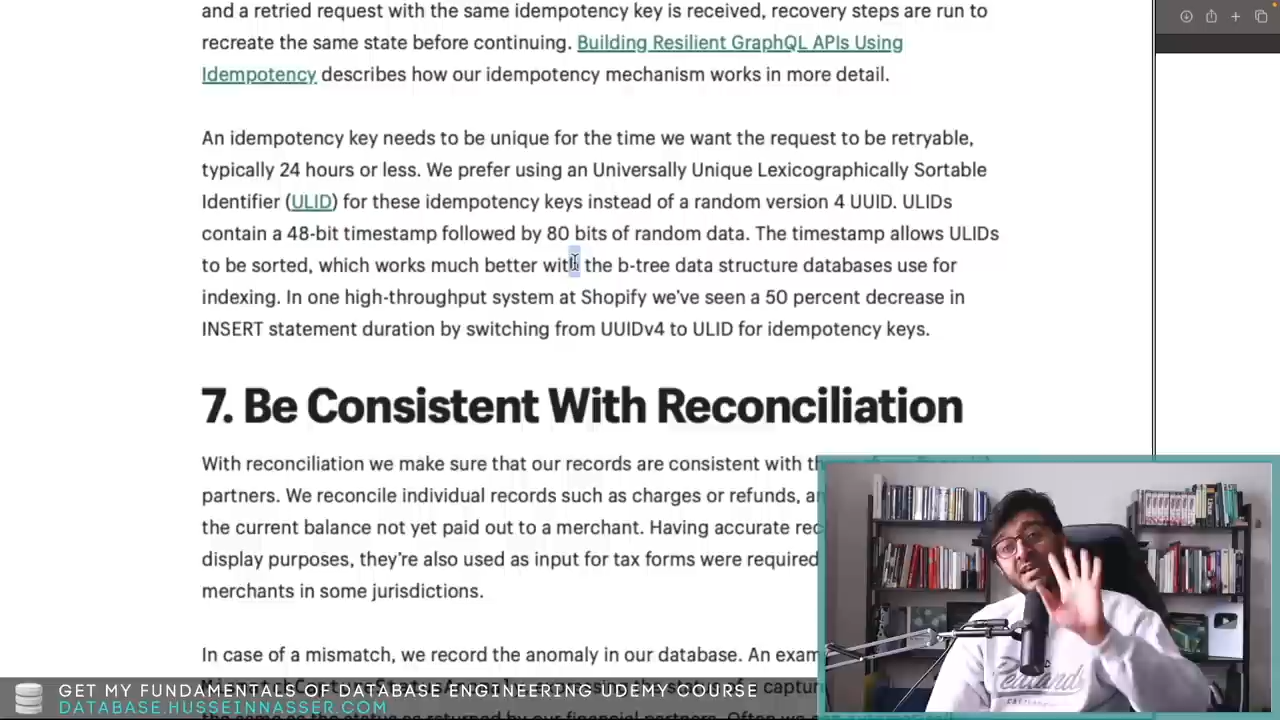 and a retried request with the same idempotency key is received, recovery steps are run to
recreate the same state before continuing. Building Resilient GraphQL APIs Using
Idempotency describes how our idempotency mechanism works in more detail.
An idempotency key needs to be unique for the time we want the request to be retryable,
typically 24 hours or less. We prefer using an Universally Unique Lexicographically Sortable
Identifier (ULID) for these idempotency keys instead of a random version 4 UUID. ULIDs
contain a 48-bit timestamp followed by 80 bits of random data. The timestamp allows ULIDs
to be sorted, which works much better with the b-tree data structure databases use for
indexing. In one high-throughput system at Shopify we've seen a 50 percent decrease in
INSERT statement duration by switching from UUIDv4 to ULID for idempotency keys.
7. Be Consistent With Reconciliation
With reconciliation we make sure that our records are consistent with
partners. We reconcile individual records such as charges or refunds,
the current balance not yet paid out to a merchant. Having accurate
display purposes, they're also used as input for tax forms were required
merchants in some jurisdictions.
In case of a mismatch, we record the anomaly in our database. An
GET MY FUNDAMENTALS OF DATABASE ENGINEERING UDEMY COURSE
DATABASE.HUSSEINNASSER.COM